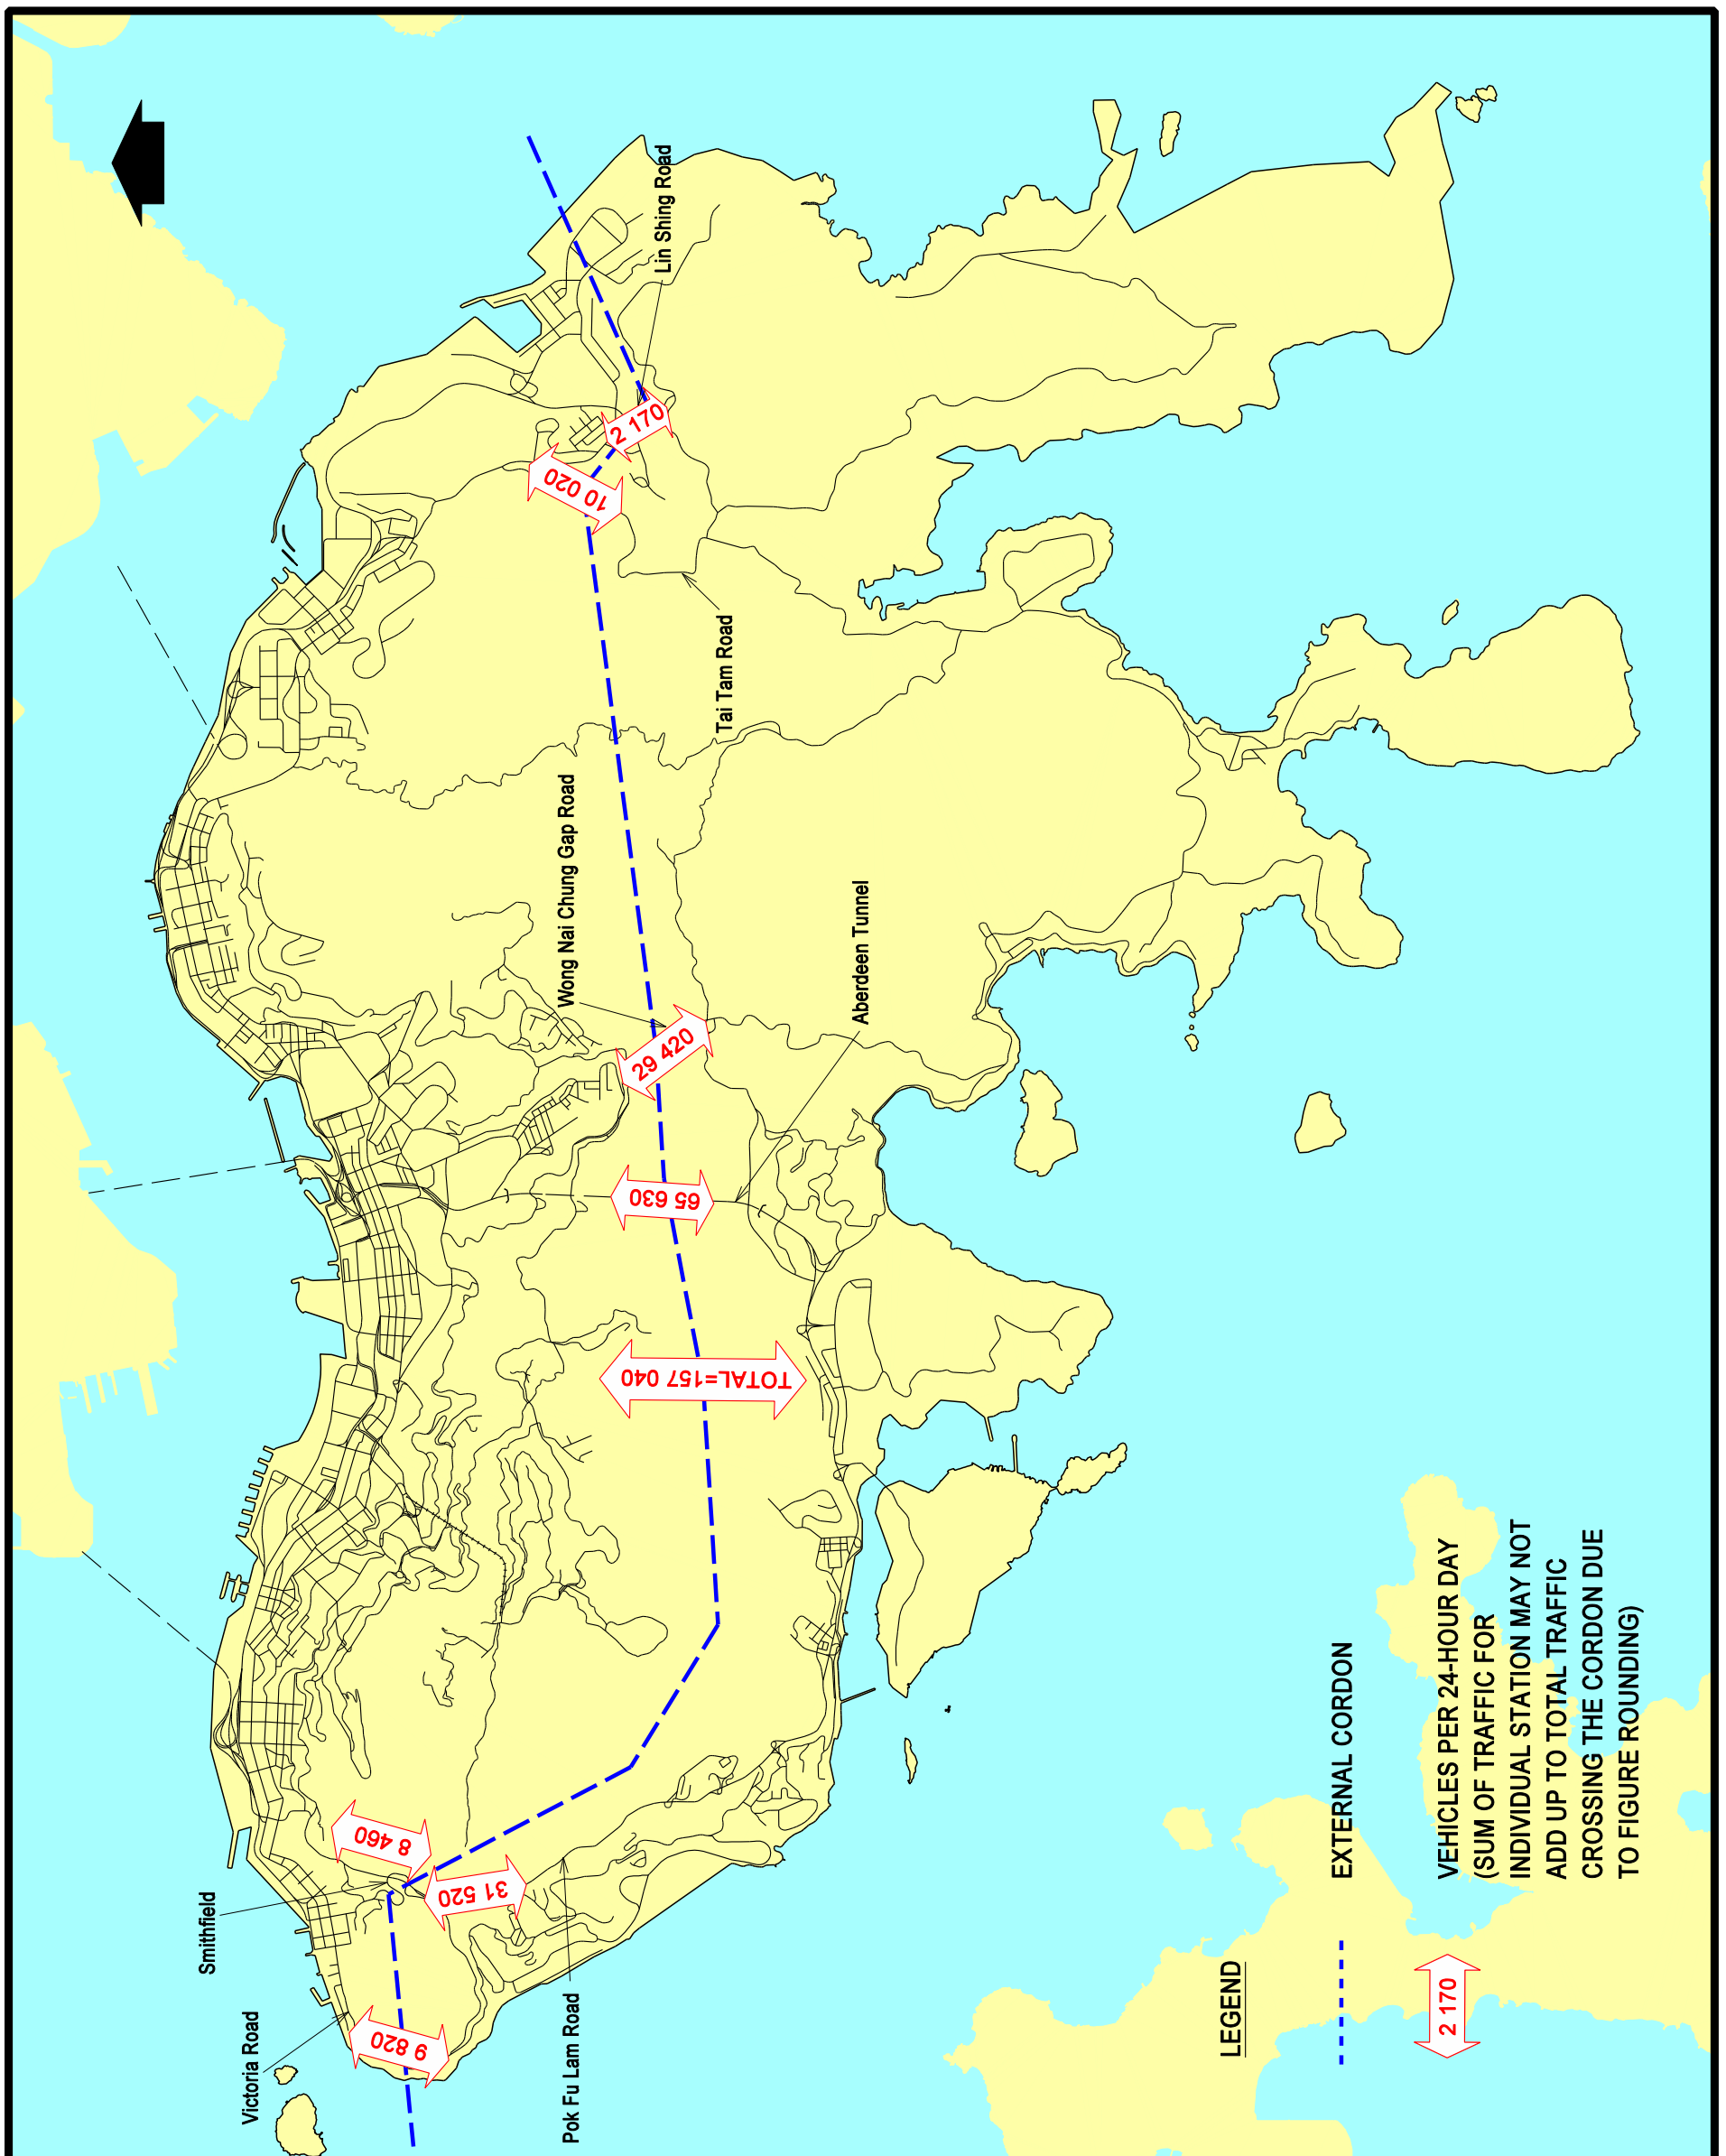 Lin Shing Road
2 170
10 020
Tai Tam Road
Wong Nai Chung Gap Road
29 420
Aberdeen Tunnel
65 630
TOTAL=157 040
8 460
31 520
Smithfield
Victoria Road
9 820
Pok Fu Lam Road
LEGEND
EXTERNAL CORDON
2 170
VEHICLES PER 24-HOUR DAY
(SUM OF TRAFFIC FOR
INDIVIDUAL STATION MAY NOT
ADD UP TO TOTAL TRAFFIC
CROSSING THE CORDON DUE
TO FIGURE ROUNDING)